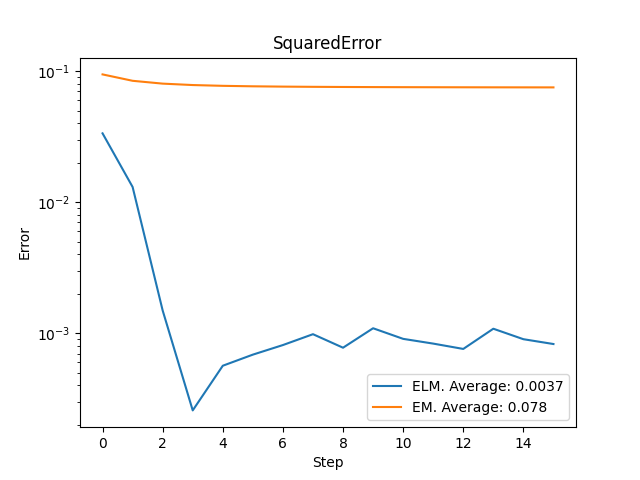 SquaredError
10⁻¹
10⁻²
10⁻³
Error
0 2 4 6 8 10 12 14
Step
ELM. Average: 0.0037
EM. Average: 0.078